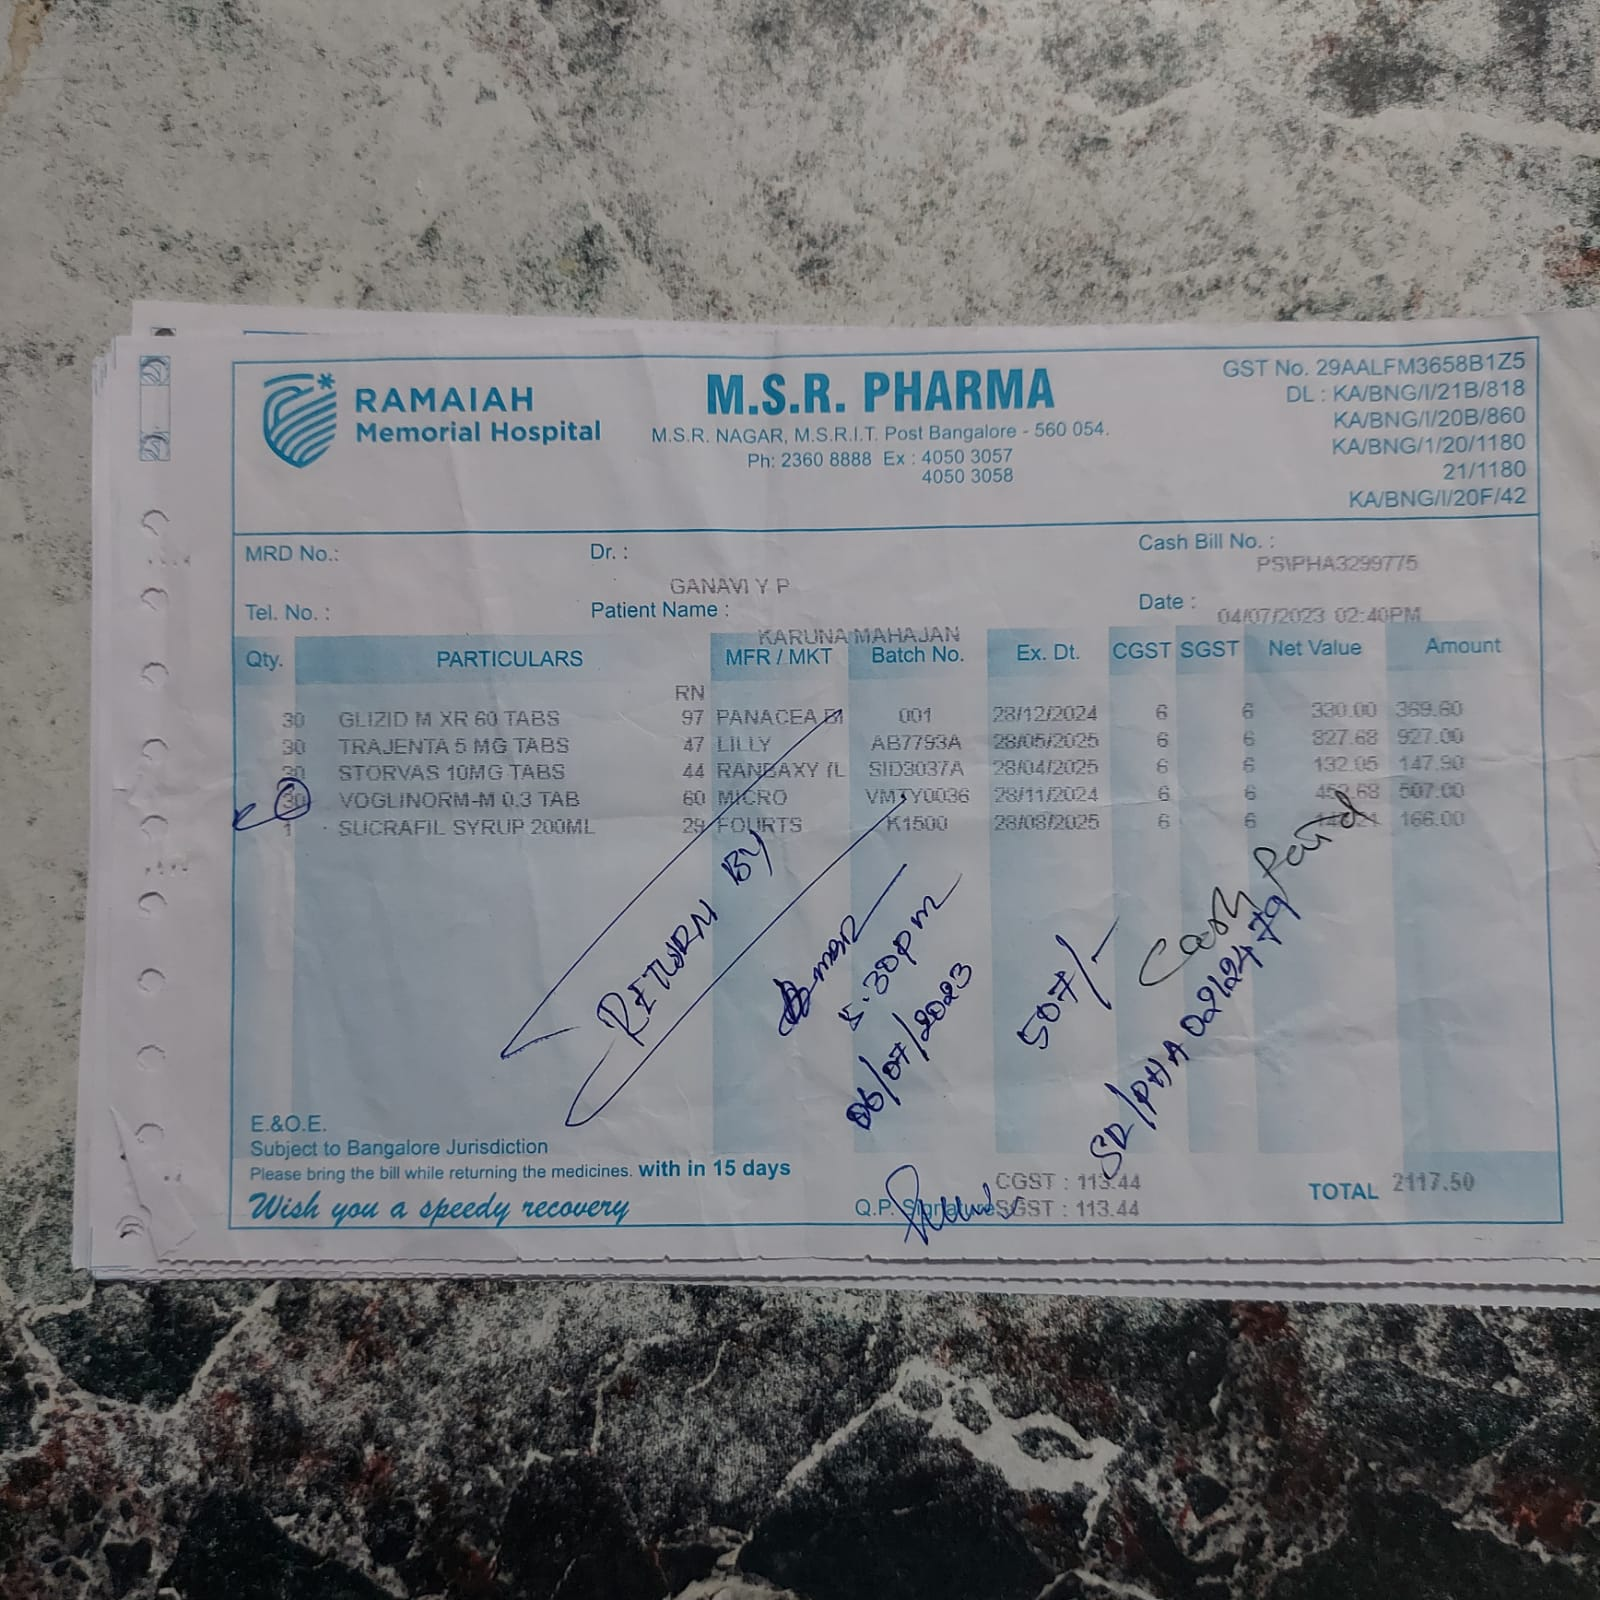 RAMAIAH
Memorial Hospital
M.S.R. PHARMA
M.S.R. NAGAR, M.S.R.I.T. Post Bangalore - 560 054.
Ph: 2360 8888 Ex : 4050 3057
4050 3058
GST No. 29AALFM3658B1Z5
DL : KA/BNG/I/21B/818
KA/BNG/I/20B/860
KA/BNG/1/20/1180
21/1180
KA/BNG/I/20F/42
MRD No.:
Dr. :
GANAVI Y P
Cash Bill No. :
PS\PHA3299775
Tel. No. :
Patient Name :
KARUNA MAHAJAN
Date :
04/07/2023 02:40PM
Qty. PARTICULARS MFR / MKT Batch No. Ex. Dt. CGST SGST Net Value Amount
RN
30 GLIZID M XR 60 TABS 97 PANACEA 001 28/12/2024 6 6 330.00 369.60
30 TRAJENTA 5 MG TABS 47 LILLY AB7793A 28/05/2025 6 6 827.68 927.00
30 STORVAS 10MG TABS 44 RANBAXY (L SID3037A 28/04/2025 6 6 132.05 147.90
30 VOGLINORM-M 0.3 TAB 60 MICRO VMTY0036 28/11/2024 6 6 452.68 507.00
1 SUCRAFIL SYRUP 200ML 29 FOURTS K1500 28/08/2025 6 6 166.00
RETURN BY
5.30pm
06/07/2023
507/-
Cash Paid
SR/PHA0212479
E.&O.E.
Subject to Bangalore Jurisdiction
Please bring the bill while returning the medicines. with in 15 days
Wish you a speedy recovery
Q.P. Signature
CGST : 113.44
SGST : 113.44
TOTAL 2117.50